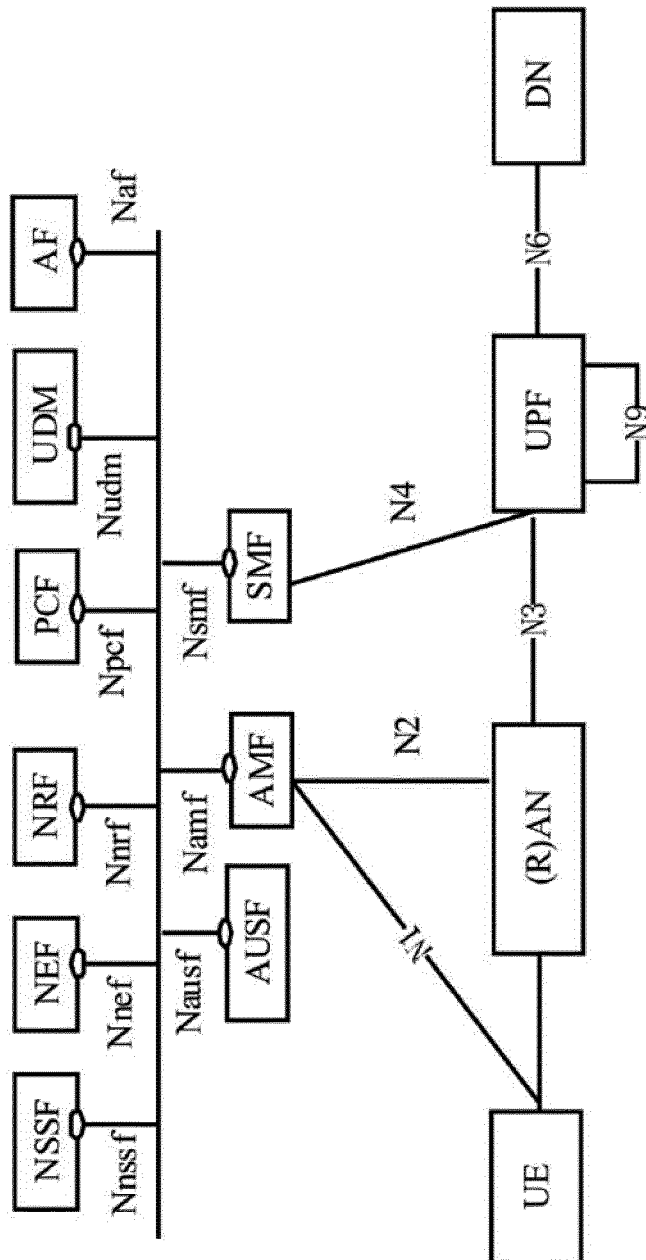 NSSF
NEF
NRF
PCF
UDM
AF
Nnssf
Nnef
Nnrf
Npcf
Nudm
Naf
Nausf
Namf
Nsmf
AUSF
AMF
SMF
N1
N2
N4
UE
(R)AN
N3
UPF
N6
DN
N9